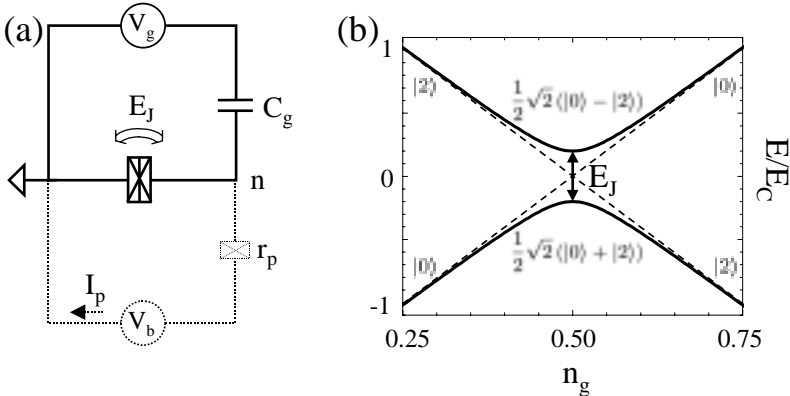 (a)
V_g
E_J
C_g
n
r_p
I_p
V_b
(b)
1
0
-1
|2⟩
|0⟩
1/2 √2 (|0⟩ − |2⟩)
E_J
1/2 √2 (|0⟩ + |2⟩)
|0⟩
|2⟩
E/E_C
0.25
0.50
0.75
n_g